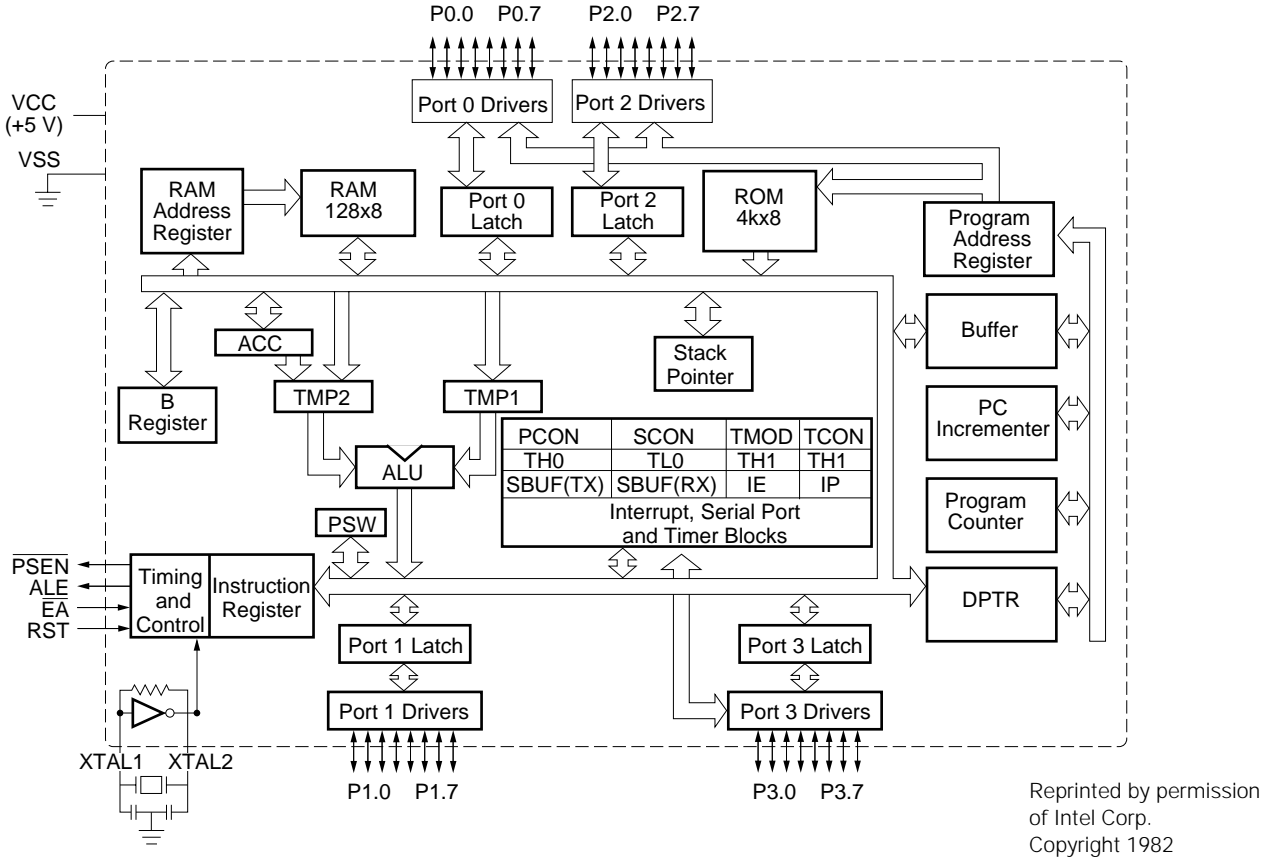 P0.0 P0.7 P2.0 P2.7
Port 0 Drivers Port 2 Drivers
VCC
(+5 V)
VSS
RAM
Address
Register
RAM
128x8
Port 0
Latch
Port 2
Latch
ROM
4kx8
Program
Address
Register
Buffer
ACC
Stack
Pointer
B
Register
TMP2
TMP1
PC
Incrementer
ALU
PCON SCON TMOD TCON
TH0 TL0 TH1 TH1
SBUF(TX) SBUF(RX) IE IP
Interrupt, Serial Port
and Timer Blocks
Program
Counter
PSW
PSEN
ALE
EA
RST
Timing
and
Control
Instruction
Register
DPTR
Port 1 Latch
Port 3 Latch
Port 1 Drivers
Port 3 Drivers
XTAL1 XTAL2
P1.0 P1.7
P3.0 P3.7
Reprinted by permission
of Intel Corp.
Copyright 1982